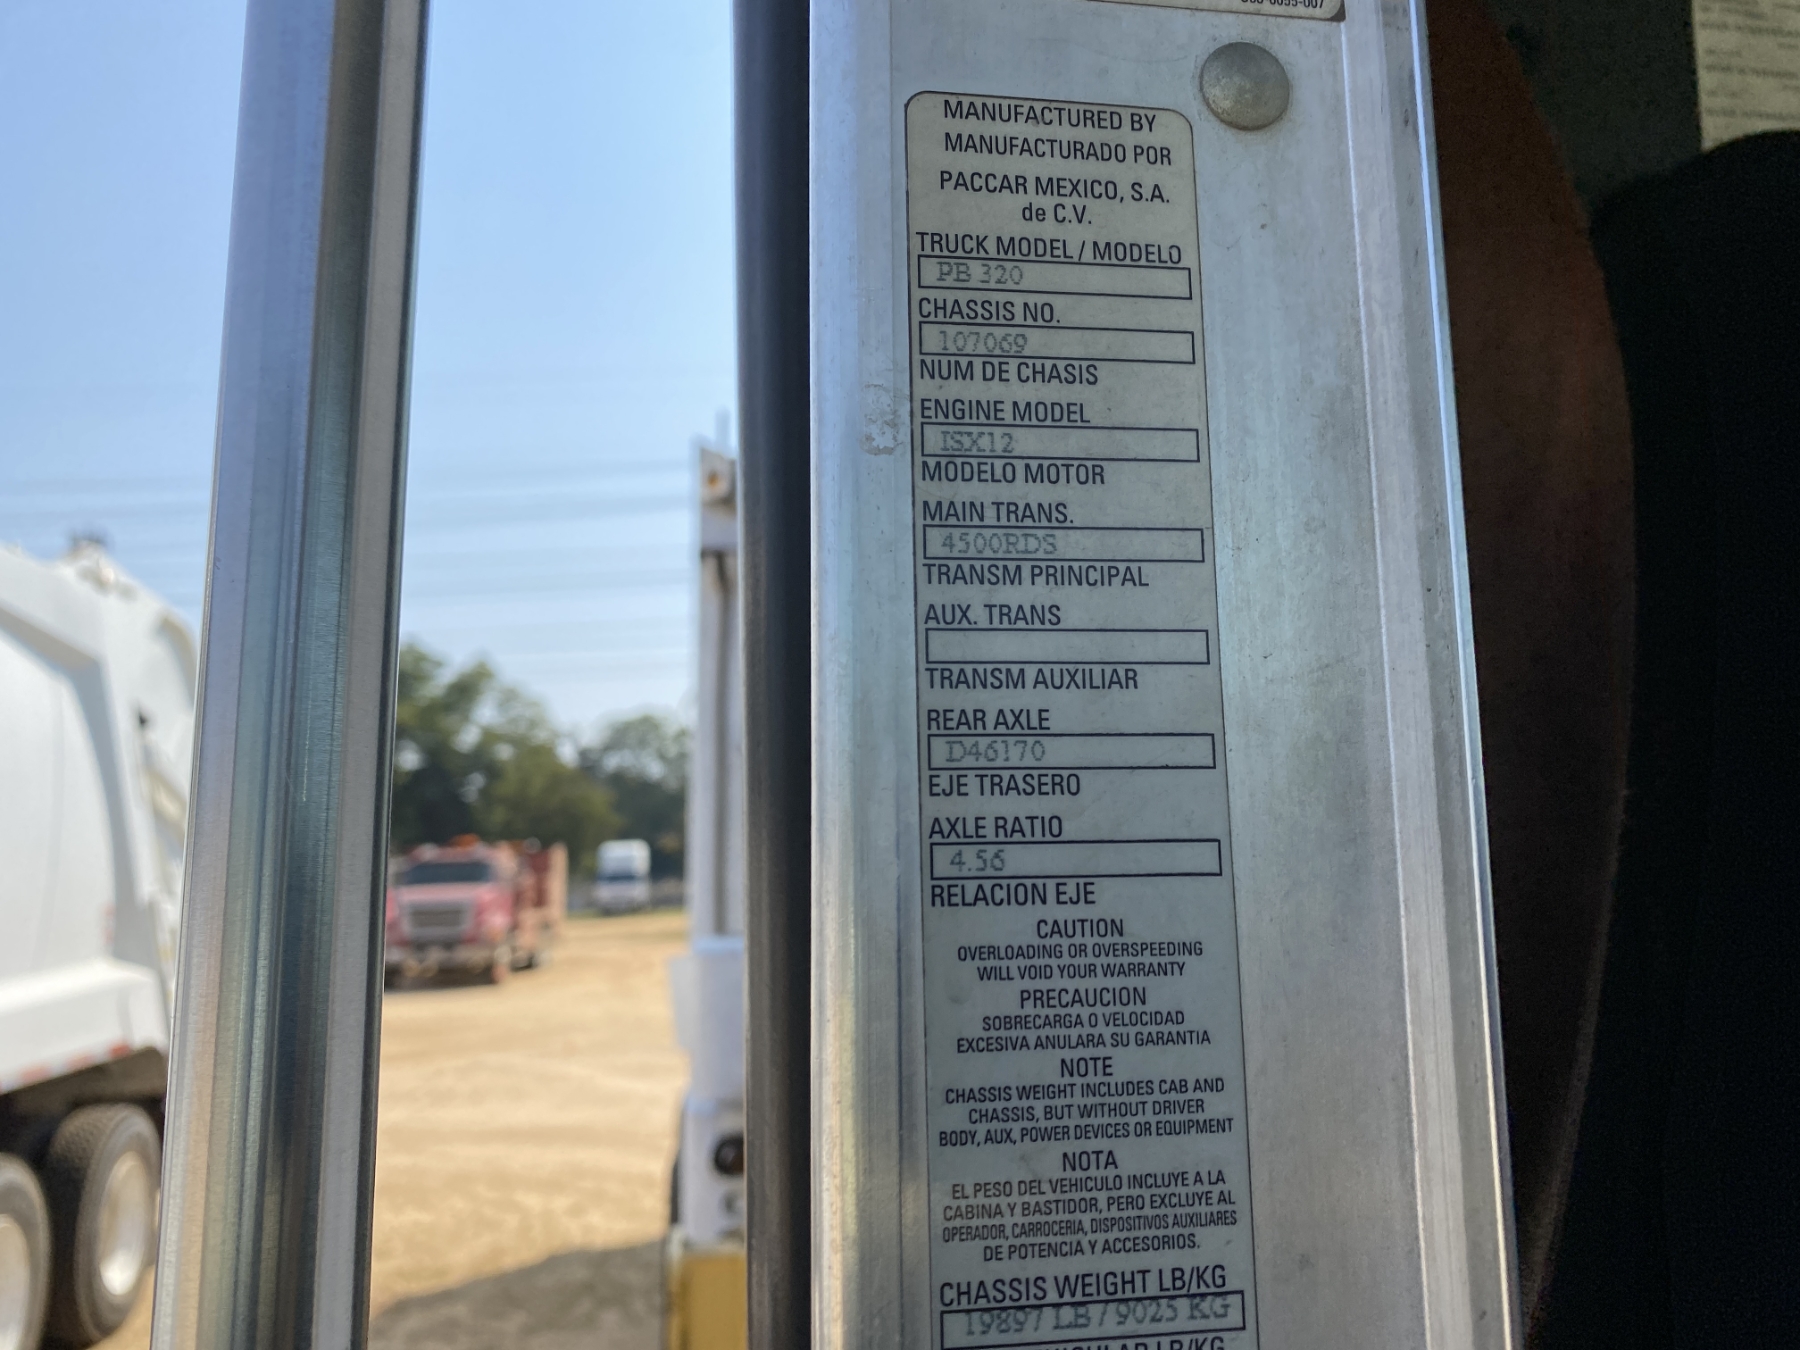 MANUFACTURED BY
MANUFACTURADO POR
PACCAR MEXICO, S.A.
de C.V.
TRUCK MODEL / MODELO
PB 320
CHASSIS NO.
107069
NUM DE CHASIS
ENGINE MODEL
ISX12
MODELO MOTOR
MAIN TRANS.
4500RDS
TRANSM PRINCIPAL
AUX. TRANS
TRANSM AUXILIAR
REAR AXLE
D46170
EJE TRASERO
AXLE RATIO
4.56
RELACION EJE
CAUTION
OVERLOADING OR OVERSPEEDING
WILL VOID YOUR WARRANTY
PRECAUCION
SOBRECARGA O VELOCIDAD
EXCESIVA ANULARA SU GARANTIA
NOTE
CHASSIS WEIGHT INCLUDES CAB AND
CHASSIS, BUT WITHOUT DRIVER
BODY, AUX, POWER DEVICES OR EQUIPMENT
NOTA
EL PESO DEL VEHICULO INCLUYE A LA
CABINA Y BASTIDOR, PERO EXCLUYE AL
OPERADOR, CARROCERIA, DISPOSITIVOS AUXILIARES
DE POTENCIA Y ACCESORIOS.
CHASSIS WEIGHT LB/KG
19897 LB / 9025 KG
LB/KG